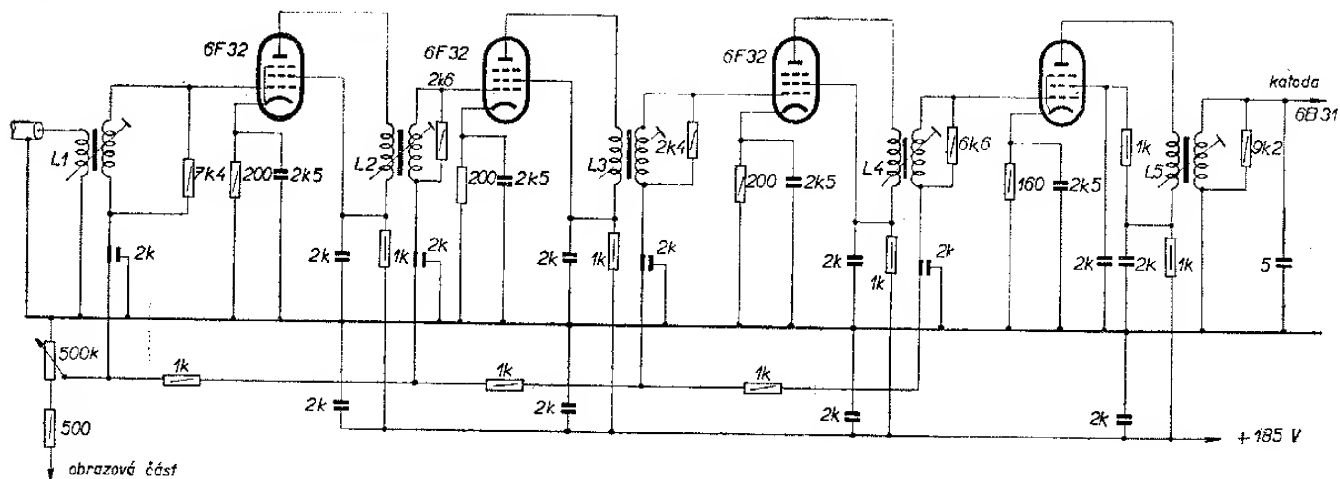 6F32
6F32
6F32
katoda
6B31
L1
7k4
200
2k5
L2
2k6
200
2k5
L3
2k4
200
2k5
L4
6k6
160
2k5
1k
L5
9k2
2k
2k
1k
2k
2k
1k
2k
2k
1k
2k
2k
2k
1k
5
500k
1k
1k
1k
500
2k
2k
2k
2k
+185 V
obrazová část